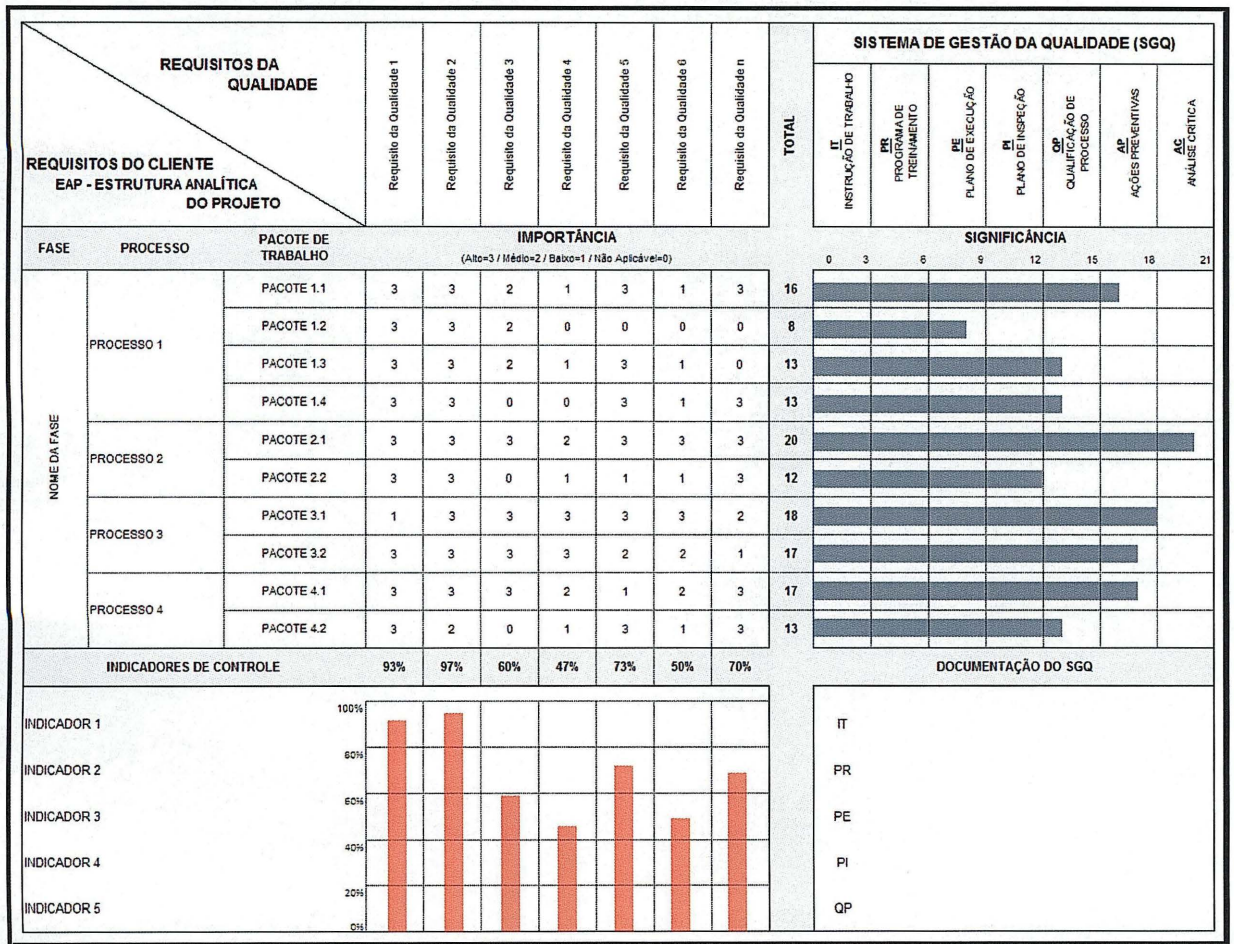 REQUISITOS DA
QUALIDADE
REQUISITOS DO CLIENTE
EAP - ESTRUTURA ANALÍTICA
DO PROJETO
Requisito da Qualidade 1
Requisito da Qualidade 2
Requisito da Qualidade 3
Requisito da Qualidade 4
Requisito da Qualidade 5
Requisito da Qualidade 6
Requisito da Qualidade n
TOTAL
SISTEMA DE GESTÃO DA QUALIDADE (SGQ)
IT
INSTRUÇÃO DE TRABALHO
PR
PROGRAMA DE
TREINAMENTO
PE
PLANO DE EXECUÇÃO
PI
PLANO DE INSPEÇÃO
QP
QUALIFICAÇÃO DE
PROCESSO
AP
AÇÕES PREVENTIVAS
AC
ANÁLISE CRÍTICA
FASE PROCESSO PACOTE DE
TRABALHO
IMPORTÂNCIA
(Alto=3 / Médio=2 / Baixo=1 / Não Aplicável=0)
SIGNIFICÂNCIA
0 3 6 9 12 15 18 21
NOME DA FASE
PROCESSO 1
PACOTE 1.1 3 3 2 1 3 1 3 16
PACOTE 1.2 3 3 2 0 0 0 0 8
PACOTE 1.3 3 3 2 1 3 1 0 13
PACOTE 1.4 3 3 0 0 3 1 3 13
PROCESSO 2
PACOTE 2.1 3 3 3 2 3 3 3 20
PACOTE 2.2 3 3 0 1 1 1 3 12
PROCESSO 3
PACOTE 3.1 1 3 3 3 3 3 2 18
PACOTE 3.2 3 3 3 3 2 2 1 17
PROCESSO 4
PACOTE 4.1 3 3 3 2 1 2 3 17
PACOTE 4.2 3 2 0 1 3 1 3 13
INDICADORES DE CONTROLE 93% 97% 60% 47% 73% 50% 70%
DOCUMENTAÇÃO DO SGQ
INDICADOR 1
INDICADOR 2
INDICADOR 3
INDICADOR 4
INDICADOR 5
100%
80%
60%
40%
20%
0%
IT
PR
PE
PI
QP